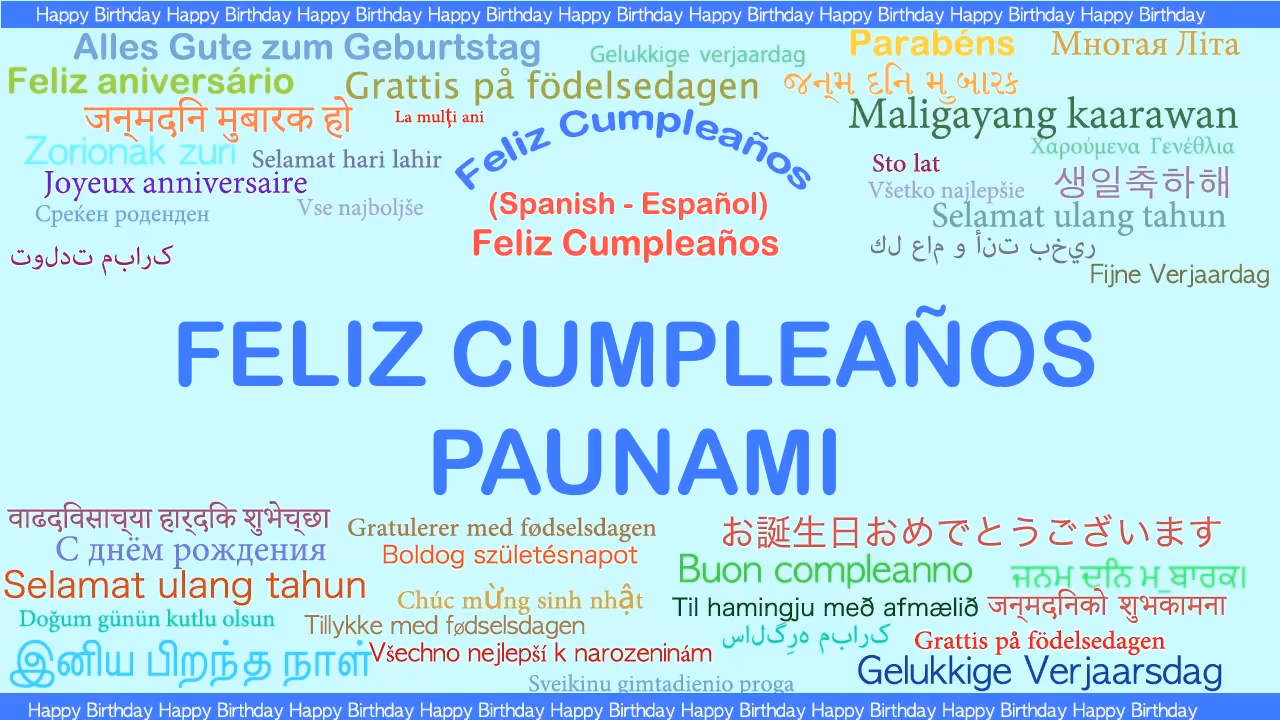 Happy Birthday Happy Birthday Happy Birthday Happy Birthday Happy Birthday Happy Birthday Happy Birthday Happy Birthday Happy Birthday
Alles Gute zum Geburtstag
Gelukkige verjaardag
Parabéns
Многая Літа
Feliz aniversário
Grattis på födelsedagen
જન્મ દિન મુબારક
जन्मदिन मुबारक हो
La mulţi ani
Feliz Cumpleaños
Maligayang kaarawan
Zorionak zuri
Selamat hari lahir
Χαρούμενα Γενέθλια
Joyeux anniversaire
(Spanish - Español)
Sto lat
Všetko najlepšie
생일축하해
Среќен роденден
Vse najboljše
Feliz Cumpleaños
Selamat ulang tahun
تولدت مبارک
كل عام و أنت بخير
Fijne Verjaardag
FELIZ CUMPLEAÑOS
PAUNAMI
वाढदिवसाच्या हार्दिक शुभेच्छा
Gratulerer med fødselsdagen
お誕生日おめでとうございます
С днём рождения
Boldog születésnapot
Buon compleanno
ਜਨਮ ਦਿਨ ਮੁਬਾਰਕ।
Selamat ulang tahun
Chúc mừng sinh nhật
Til hamingju með afmælið
जन्मदिनको शुभकामना
Doğum günün kutlu olsun
Tillykke med fødselsdagen
سالگرہ مبارک
Grattis på födelsedagen
இனிய பிறந்த நாள்
Všechno nejlepší k narozeninám
Gelukkige Verjaarsdag
Sveikinu gimtadienio proga
Happy Birthday Happy Birthday Happy Birthday Happy Birthday Happy Birthday Happy Birthday Happy Birthday Happy Birthday Happy Birthday